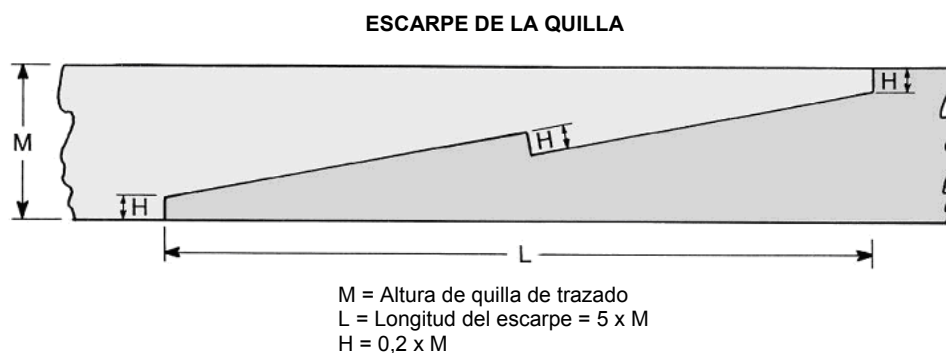 ESCARPE DE LA QUILLA
H
M
H
H
L
M = Altura de quilla de trazado
L = Longitud del escarpe = 5 x M
H = 0,2 x M